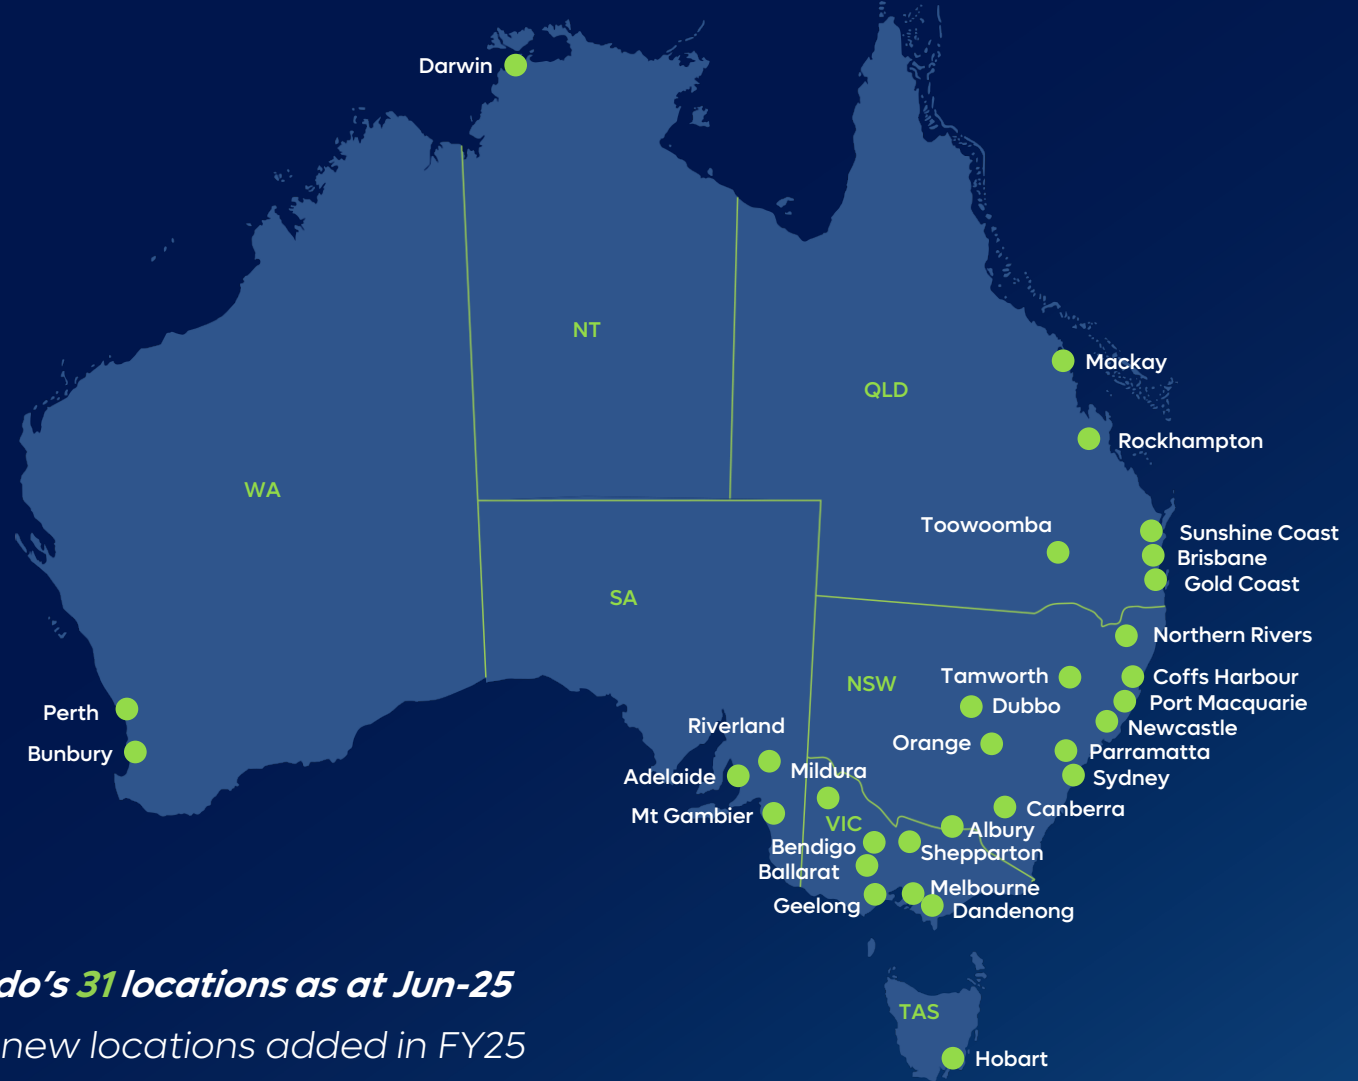 Darwin
NT
Mackay
QLD
Rockhampton
WA
Toowoomba
Sunshine Coast
Brisbane
Gold Coast
SA
Northern Rivers
NSW
Tamworth
Coffs Harbour
Dubbo
Port Macquarie
Perth
Riverland
Newcastle
Orange
Parramatta
Bunbury
Adelaide
Mildura
Sydney
Mt Gambier
Canberra
VIC
Albury
Bendigo
Shepparton
Ballarat
Melbourne
Geelong
Dandenong
do's 31 locations as at Jun-25
TAS
new locations added in FY25
Hobart